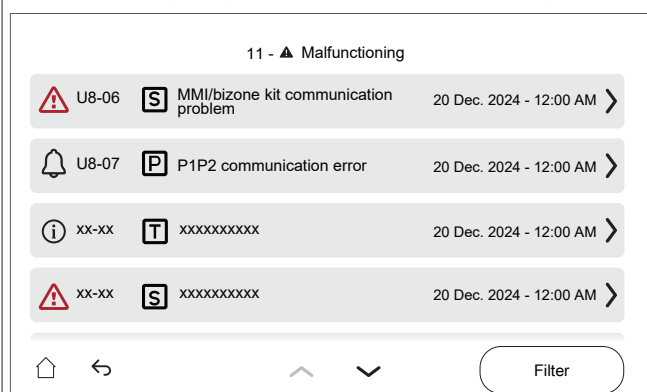 11 - Malfunctioning
U8-06 S MMI/bizone kit communication problem 20 Dec. 2024 - 12:00 AM
U8-07 P P1P2 communication error 20 Dec. 2024 - 12:00 AM
xx-xx T xxxxxxxxxx 20 Dec. 2024 - 12:00 AM
xx-xx S xxxxxxxxxx 20 Dec. 2024 - 12:00 AM
Filter